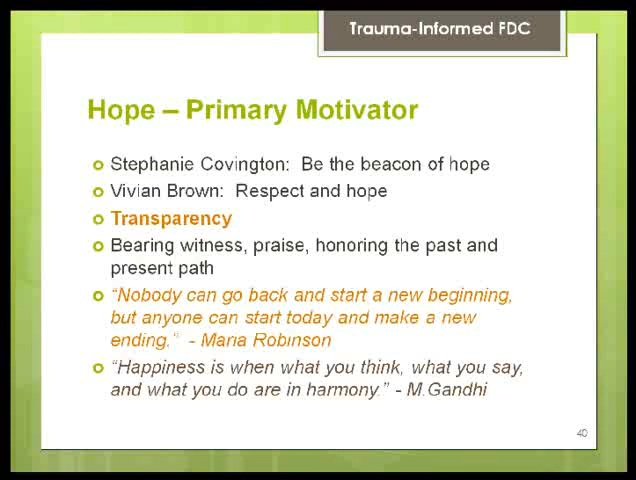 Trauma-Informed FDC
Hope – Primary Motivator
Stephanie Covington:  Be the beacon of hope
Vivian Brown:  Respect and hope
Transparency
Bearing witness, praise, honoring the past and
present path
“Nobody can go back and start a new beginning,
but anyone can start today and make a new
ending.” - Maria Robinson
“Happiness is when what you think, what you say,
and what you do are in harmony.” - M.Gandhi
40